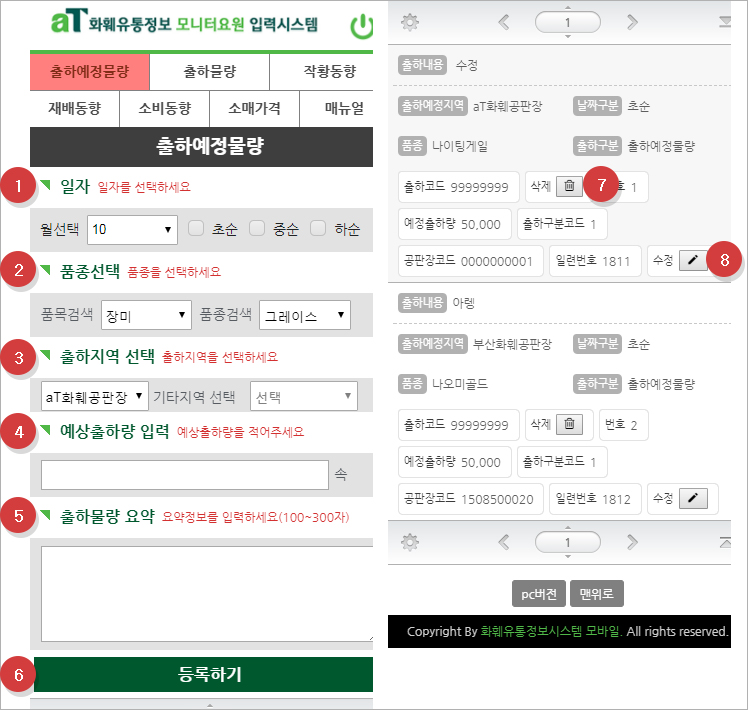 aT 화훼유통정보 모니터요원 입력시스템
출하예정물량 출하물량 작황동향
재배동향 소비동향 소매가격 매뉴얼
출하예정물량
1 일자 일자를 선택하세요
월선택 10 초순 중순 하순
2 품종선택 품종을 선택하세요
품목검색 장미 품종검색 그레이스
3 출하지역 선택 출하지역을 선택하세요
aT화훼공판장 기타지역 선택 선택
4 예상출하량 입력 예상출하량을 적어주세요
속
5 출하물량 요약 요약정보를 입력하세요(100~300자)
6 등록하기
1
출하내용 수정
출하예정지역 aT화훼공판장 날짜구분 초순
품종 나이팅게일 출하구분 출하예정물량
출하코드 99999999 삭제 7 호 1
예정출하량 50,000 출하구분코드 1
공판장코드 0000000001 일련번호 1811 수정 8
출하내용 아렝
출하예정지역 부산화훼공판장 날짜구분 초순
품종 나오미골드 출하구분 출하예정물량
출하코드 99999999 삭제 번호 2
예정출하량 50,000 출하구분코드 1
공판장코드 1508500020 일련번호 1812 수정
1
pc버전 맨위로
Copyright By 화훼유통정보시스템 모바일. All rights reserved.